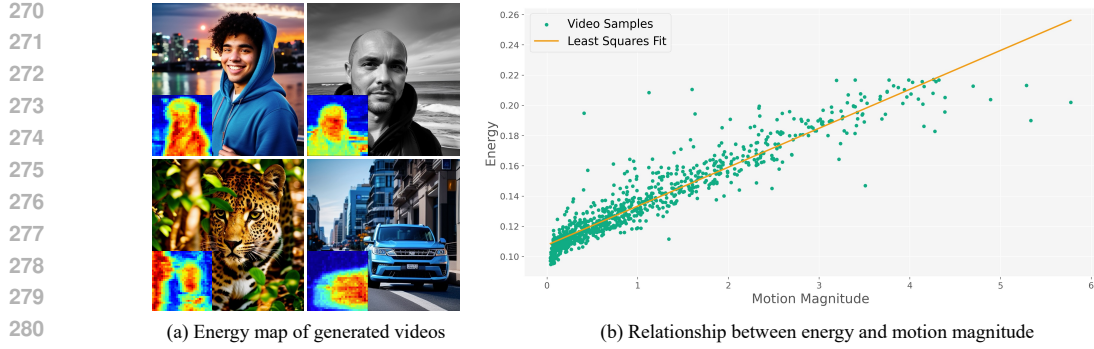 270
271
272
273
274
275
276
277
278
279
280
(a) Energy map of generated videos
0.26
0.24
0.22
0.20
0.18
0.16
0.14
0.12
0.10
Energy
Video Samples
Least Squares Fit
0 1 2 3 4 5 6
Motion Magnitude
(b) Relationship between energy and motion magnitude